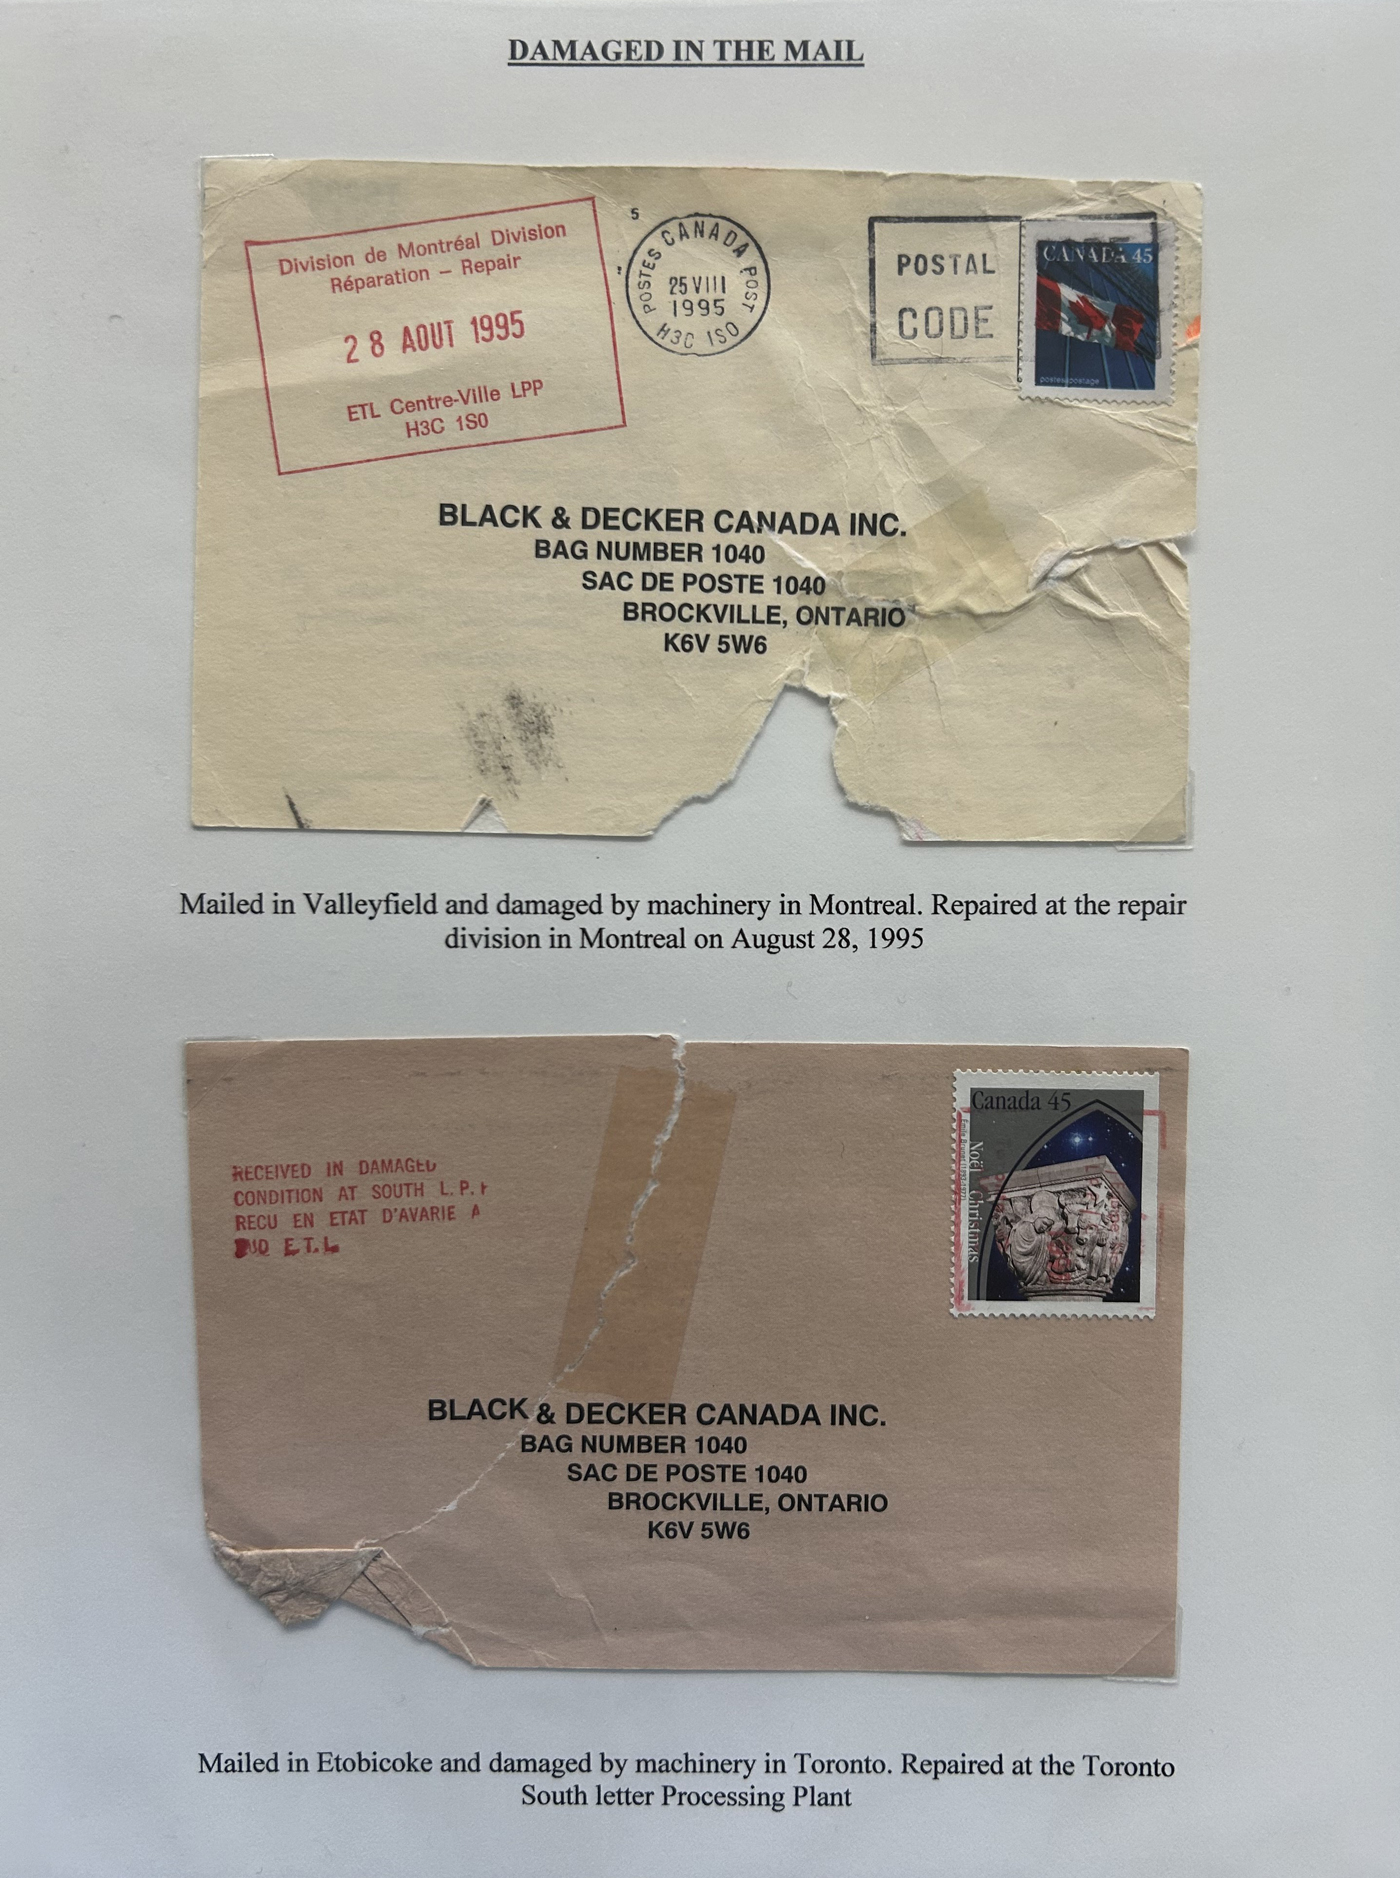 DAMAGED IN THE MAIL
Division de Montréal Division
Réparation – Repair
28 AOUT 1995
ETL Centre-Ville LPP
H3C 1S0
5
POSTES CANADA POST
25 VIII
1995
H3C 1S0
POSTAL
CODE
CANADA 45
postes/postage
BLACK & DECKER CANADA INC.
BAG NUMBER 1040
SAC DE POSTE 1040
BROCKVILLE, ONTARIO
K6V 5W6
Mailed in Valleyfield and damaged by machinery in Montreal. Repaired at the repair
division in Montreal on August 28, 1995
RECEIVED IN DAMAGED
CONDITION AT SOUTH L.P.
RECU EN ETAT D'AVARIE A
E.T.L
Canada 45
Noël Christmas
BLACK & DECKER CANADA INC.
BAG NUMBER 1040
SAC DE POSTE 1040
BROCKVILLE, ONTARIO
K6V 5W6
Mailed in Etobicoke and damaged by machinery in Toronto. Repaired at the Toronto
South letter Processing Plant